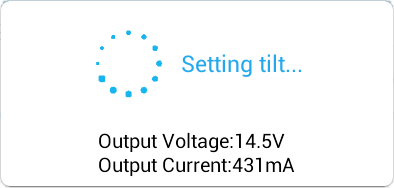 Setting tilt...
Output Voltage:14.5V
Output Current:431mA